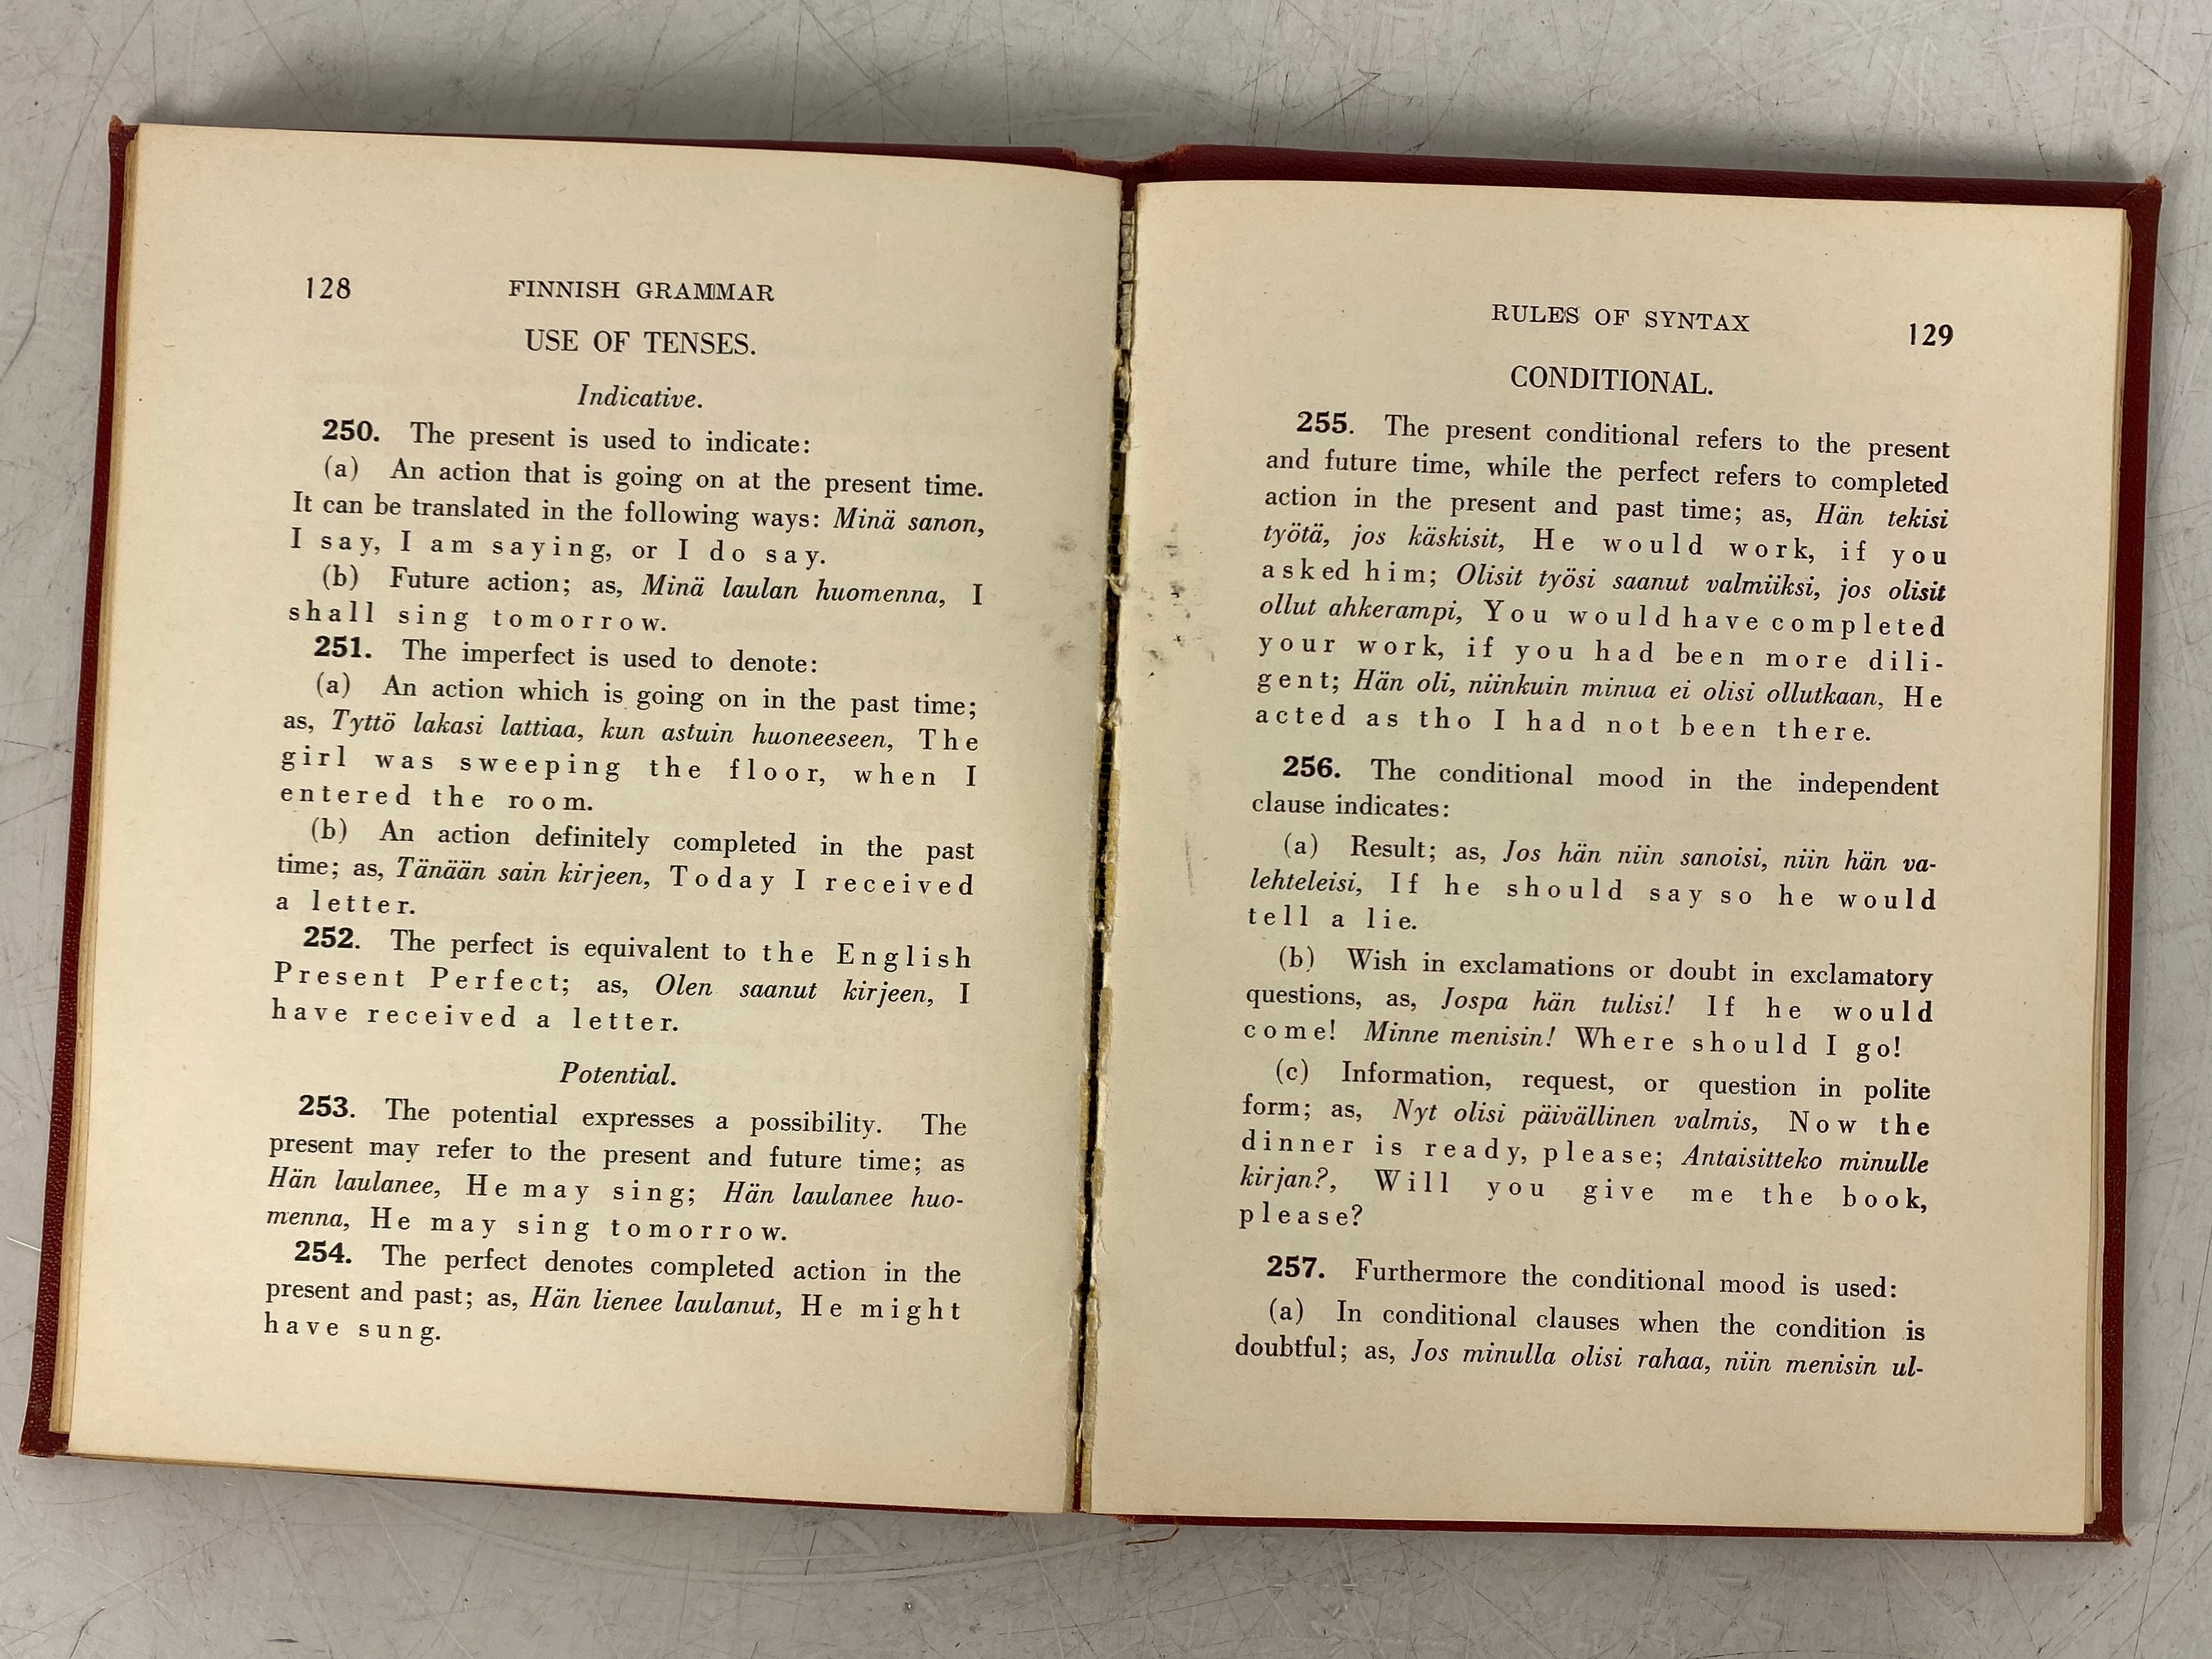 128 FINNISH GRAMMAR
USE OF TENSES.
Indicative.
250. The present is used to indicate:
(a) An action that is going on at the present time.
It can be translated in the following ways: Minä sanon,
I say, I am saying, or I do say.
(b) Future action; as, Minä laulan huomenna, I
shall sing tomorrow.
251. The imperfect is used to denote:
(a) An action which is going on in the past time;
as, Tyttö lakasi lattiaa, kun astuin huoneeseen, The
girl was sweeping the floor, when I
entered the room.
(b) An action definitely completed in the past
time; as, Tänään sain kirjeen, Today I received
a letter.
252. The perfect is equivalent to the English
Present Perfect; as, Olen saanut kirjeen, I
have received a letter.
Potential.
253. The potential expresses a possibility. The
present may refer to the present and future time; as
Hän laulanee, He may sing; Hän laulanee huo-
menna, He may sing tomorrow.
254. The perfect denotes completed action in the
present and past; as, Hän lienee laulanut, He might
have sung.
RULES OF SYNTAX 129
CONDITIONAL.
255. The present conditional refers to the present
and future time, while the perfect refers to completed
action in the present and past time; as, Hän tekisi
työtä, jos käskisit, He would work, if you
asked him; Olisit työsi saanut valmiiksi, jos olisit
ollut ahkerampi, You would have completed
your work, if you had been more dili-
gent; Hän oli, niinkuin minua ei olisi ollutkaan, He
acted as tho I had not been there.
256. The conditional mood in the independent
clause indicates:
(a) Result; as, Jos hän niin sanoisi, niin hän va-
lehteleisi, If he should say so he would
tell a lie.
(b) Wish in exclamations or doubt in exclamatory
questions, as, Jospa hän tulisi! If he would
come! Minne menisin! Where should I go!
(c) Information, request, or question in polite
form; as, Nyt olisi päivällinen valmis, Now the
dinner is ready, please; Antaisitteko minulle
kirjan?, Will you give me the book,
please?
257. Furthermore the conditional mood is used:
(a) In conditional clauses when the condition is
doubtful; as, Jos minulla olisi rahaa, niin menisin ul-